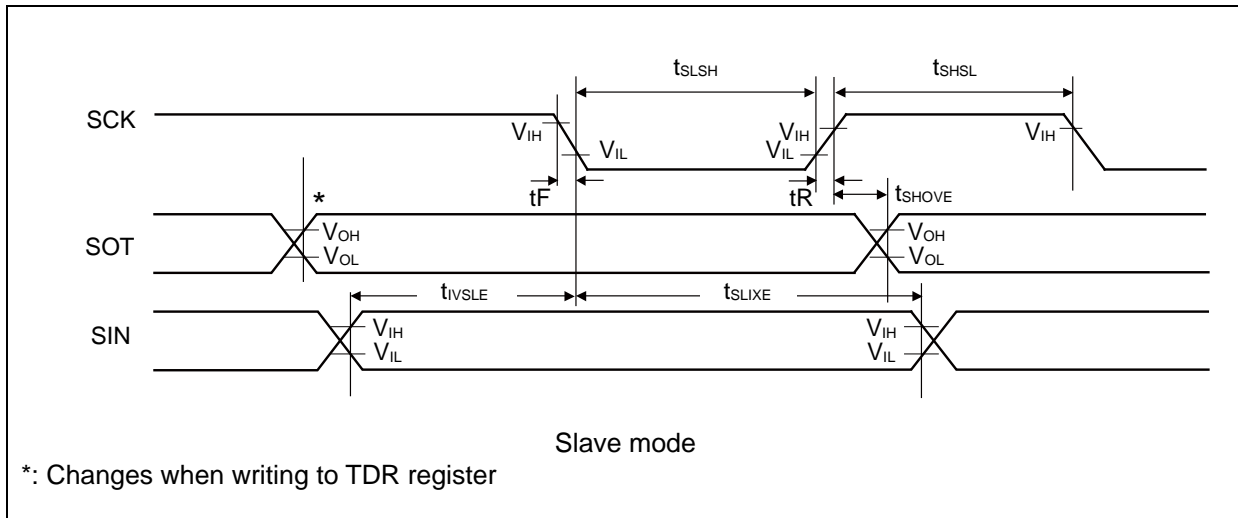 tSLSH tSHSL
SCK
VIH VIL VIL VIH VIH
tF tR tSHOVE
*
SOT
VOH VOH
VOL VOL
tIVSLE tSLIXE
SIN
VIH VIH
VIL VIL
Slave mode
*: Changes when writing to TDR register